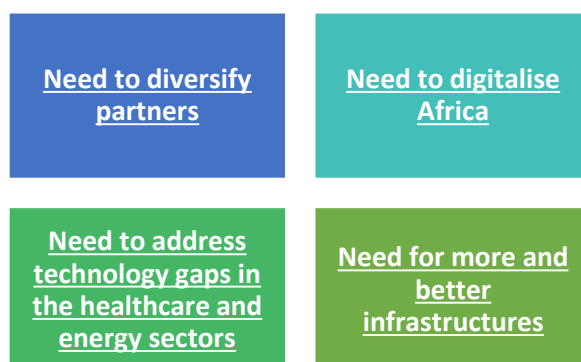 Need to diversify
partners
Need to digitalise
Africa
Need to address
technology gaps in
the healthcare and
energy sectors
Need for more and
better
infrastructures